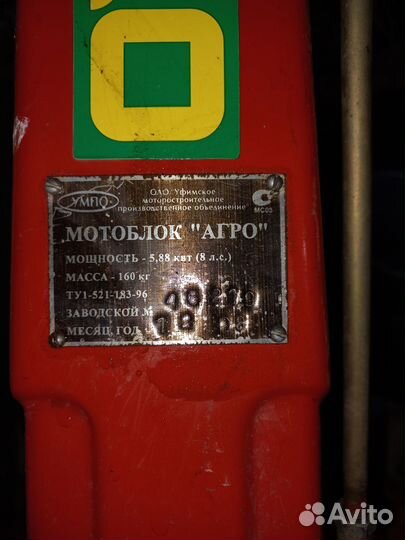 УМПО
ОАО Уфимское
моторостроительное
производственное объединение
МС03
МОТОБЛОК "АГРО"
МОЩНОСТЬ - 5,88 квт (8 л.с.)
МАССА - 160 кг
ТУ1-521-183-96
ЗАВОДСКОЙ №
МЕСЯЦ, ГОД
Avito